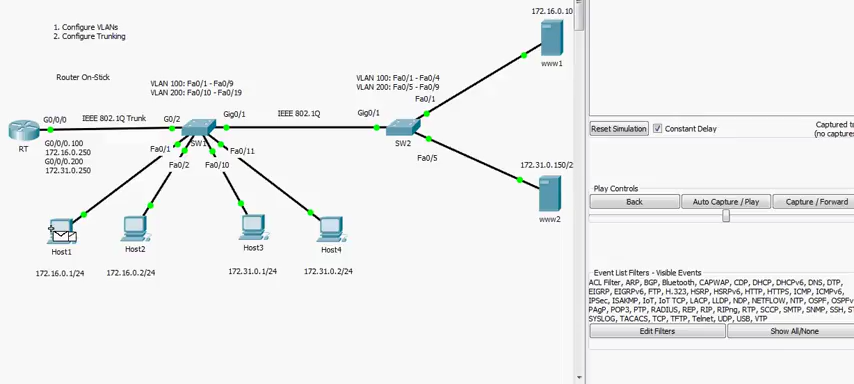 1. Configure VLANs
2. Configure Trunking
Router On-Stick
VLAN 100: Fa0/1 - Fa0/9
VLAN 200: Fa0/10 - Fa0/19
G0/0/0
IEEE 802.1Q Trunk
G0/2
Gig0/1
IEEE 802.1Q
RT
SW1
G0/0/0.100
172.16.0.250
G0/0/0.200
172.31.0.250
Fa0/1
Fa0/2
Fa0/10
Fa0/11
Host1
Host2
Host3
Host4
172.16.0.1/24
172.16.0.2/24
172.31.0.1/24
172.31.0.2/24
VLAN 100: Fa0/1 - Fa0/4
VLAN 200: Fa0/5 - Fa0/9
Gig0/1
Fa0/1
SW2
Fa0/5
172.16.0.10
www1
172.31.0.150/2
www2
Reset Simulation
Constant Delay
Captured to
(no captures
Play Controls
Back
Auto Capture / Play
Capture / Forward
Event List Filters - Visible Events
ACL Filter, ARP, BGP, Bluetooth, CAPWAP, CDP, DHCP, DHCPv6, DNS, DTP,
EIGRP, EIGRPv6, FTP, H.323, HSRP, HSRPv6, HTTP, HTTPS, ICMP, ICMPv6,
IPSec, ISAKMP, IoT, IoT TCP, LACP, LLDP, NDP, NETFLOW, NTP, OSPF, OSPFv
PAgP, POP3, PTP, RADIUS, REP, RIP, RIPng, RTP, SCCP, SMTP, SNMP, SSH, ST
SYSLOG, TACACS, TCP, TFTP, Telnet, UDP, USB, VTP
Edit Filters
Show All/None